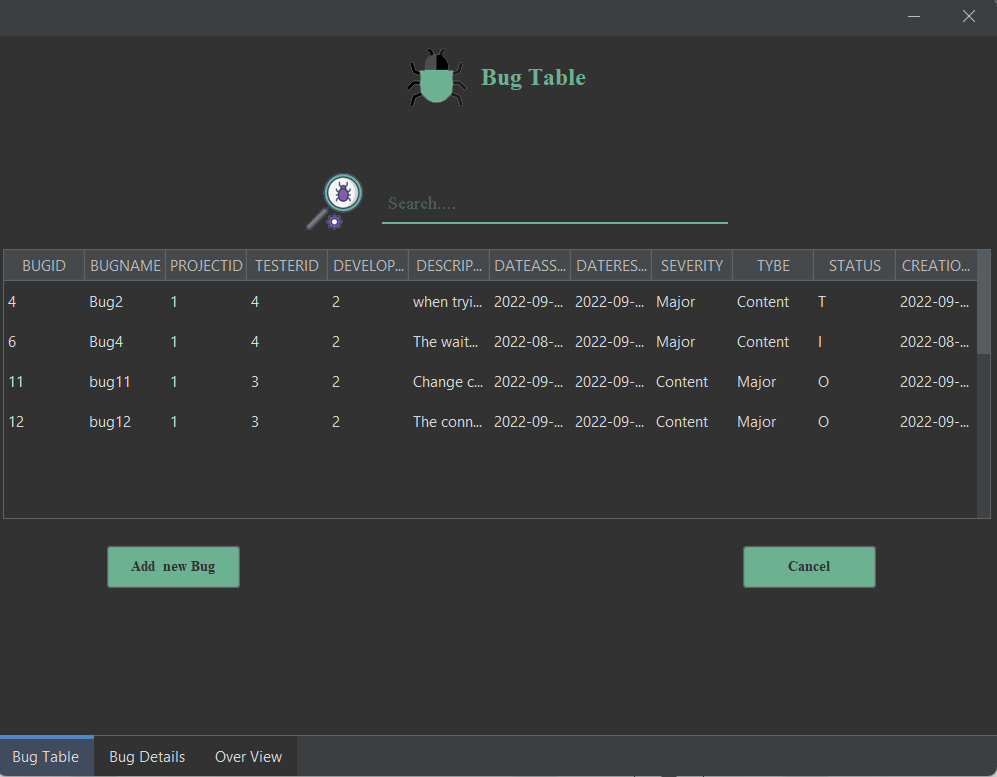 Bug Table
Search....
BUGID BUGNAME PROJECTID TESTERID DEVELOP... DESCRIP... DATEASS... DATERES... SEVERITY TYBE STATUS CREATIO...
4 Bug2 1 4 2 when tryi... 2022-09-... 2022-09-... Major Content T 2022-09-...
6 Bug4 1 4 2 The wait... 2022-08-... 2022-09-... Major Content I 2022-08-...
11 bug11 1 3 2 Change c... 2022-09-... 2022-09-... Content Major O 2022-09-...
12 bug12 1 3 2 The conn... 2022-09-... 2022-09-... Content Major O 2022-09-...
Add new Bug Cancel
Bug Table Bug Details Over View